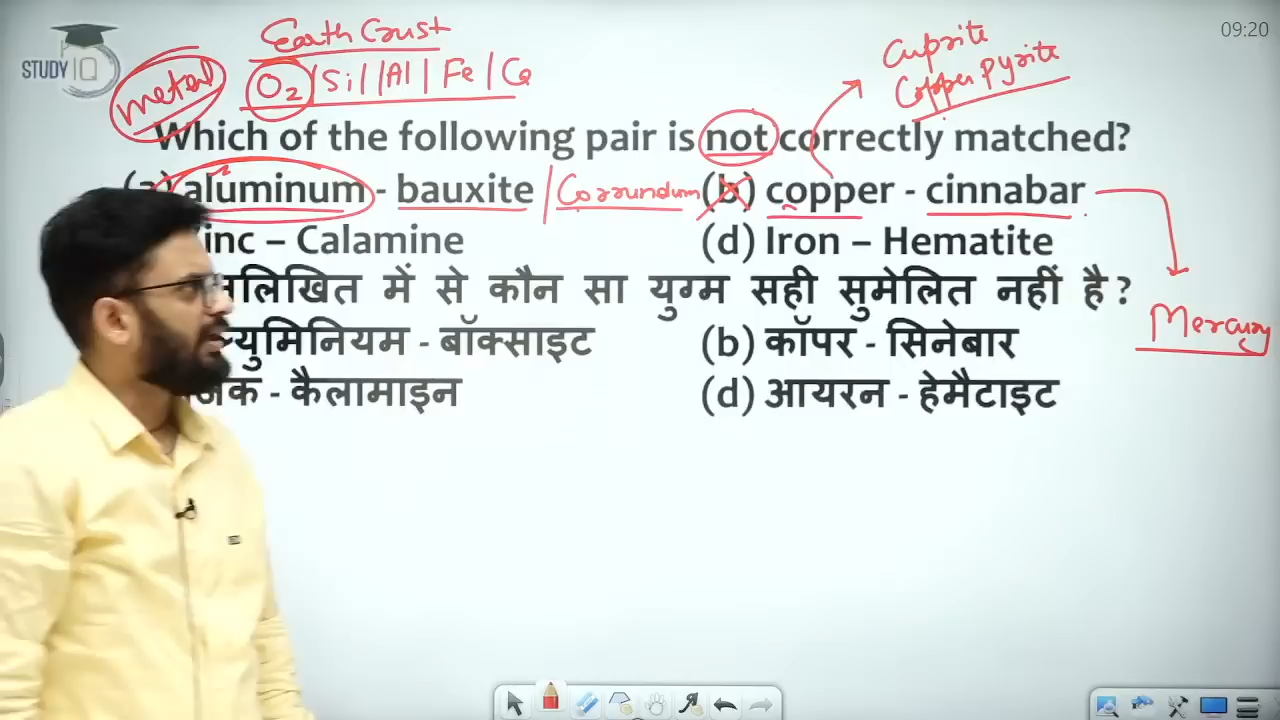 STUDY IQ
09:20
Earth Crust
metal
O2 | Si | Al | Fe | Ca
Cuprite
Copper Pyrite
Which of the following pair is not correctly matched?
(a) aluminum - bauxite / Corrundum (b) copper - cinnabar
inc – Calamine (d) Iron – Hematite
नलिखित में से कौन सा युग्म सही सुमेलित नहीं है?
Mercury
ल्युमिनियम - बॉक्साइट (b) कॉपर - सिनेबार
जंक - कैलामाइन (d) आयरन - हेमैटाइट